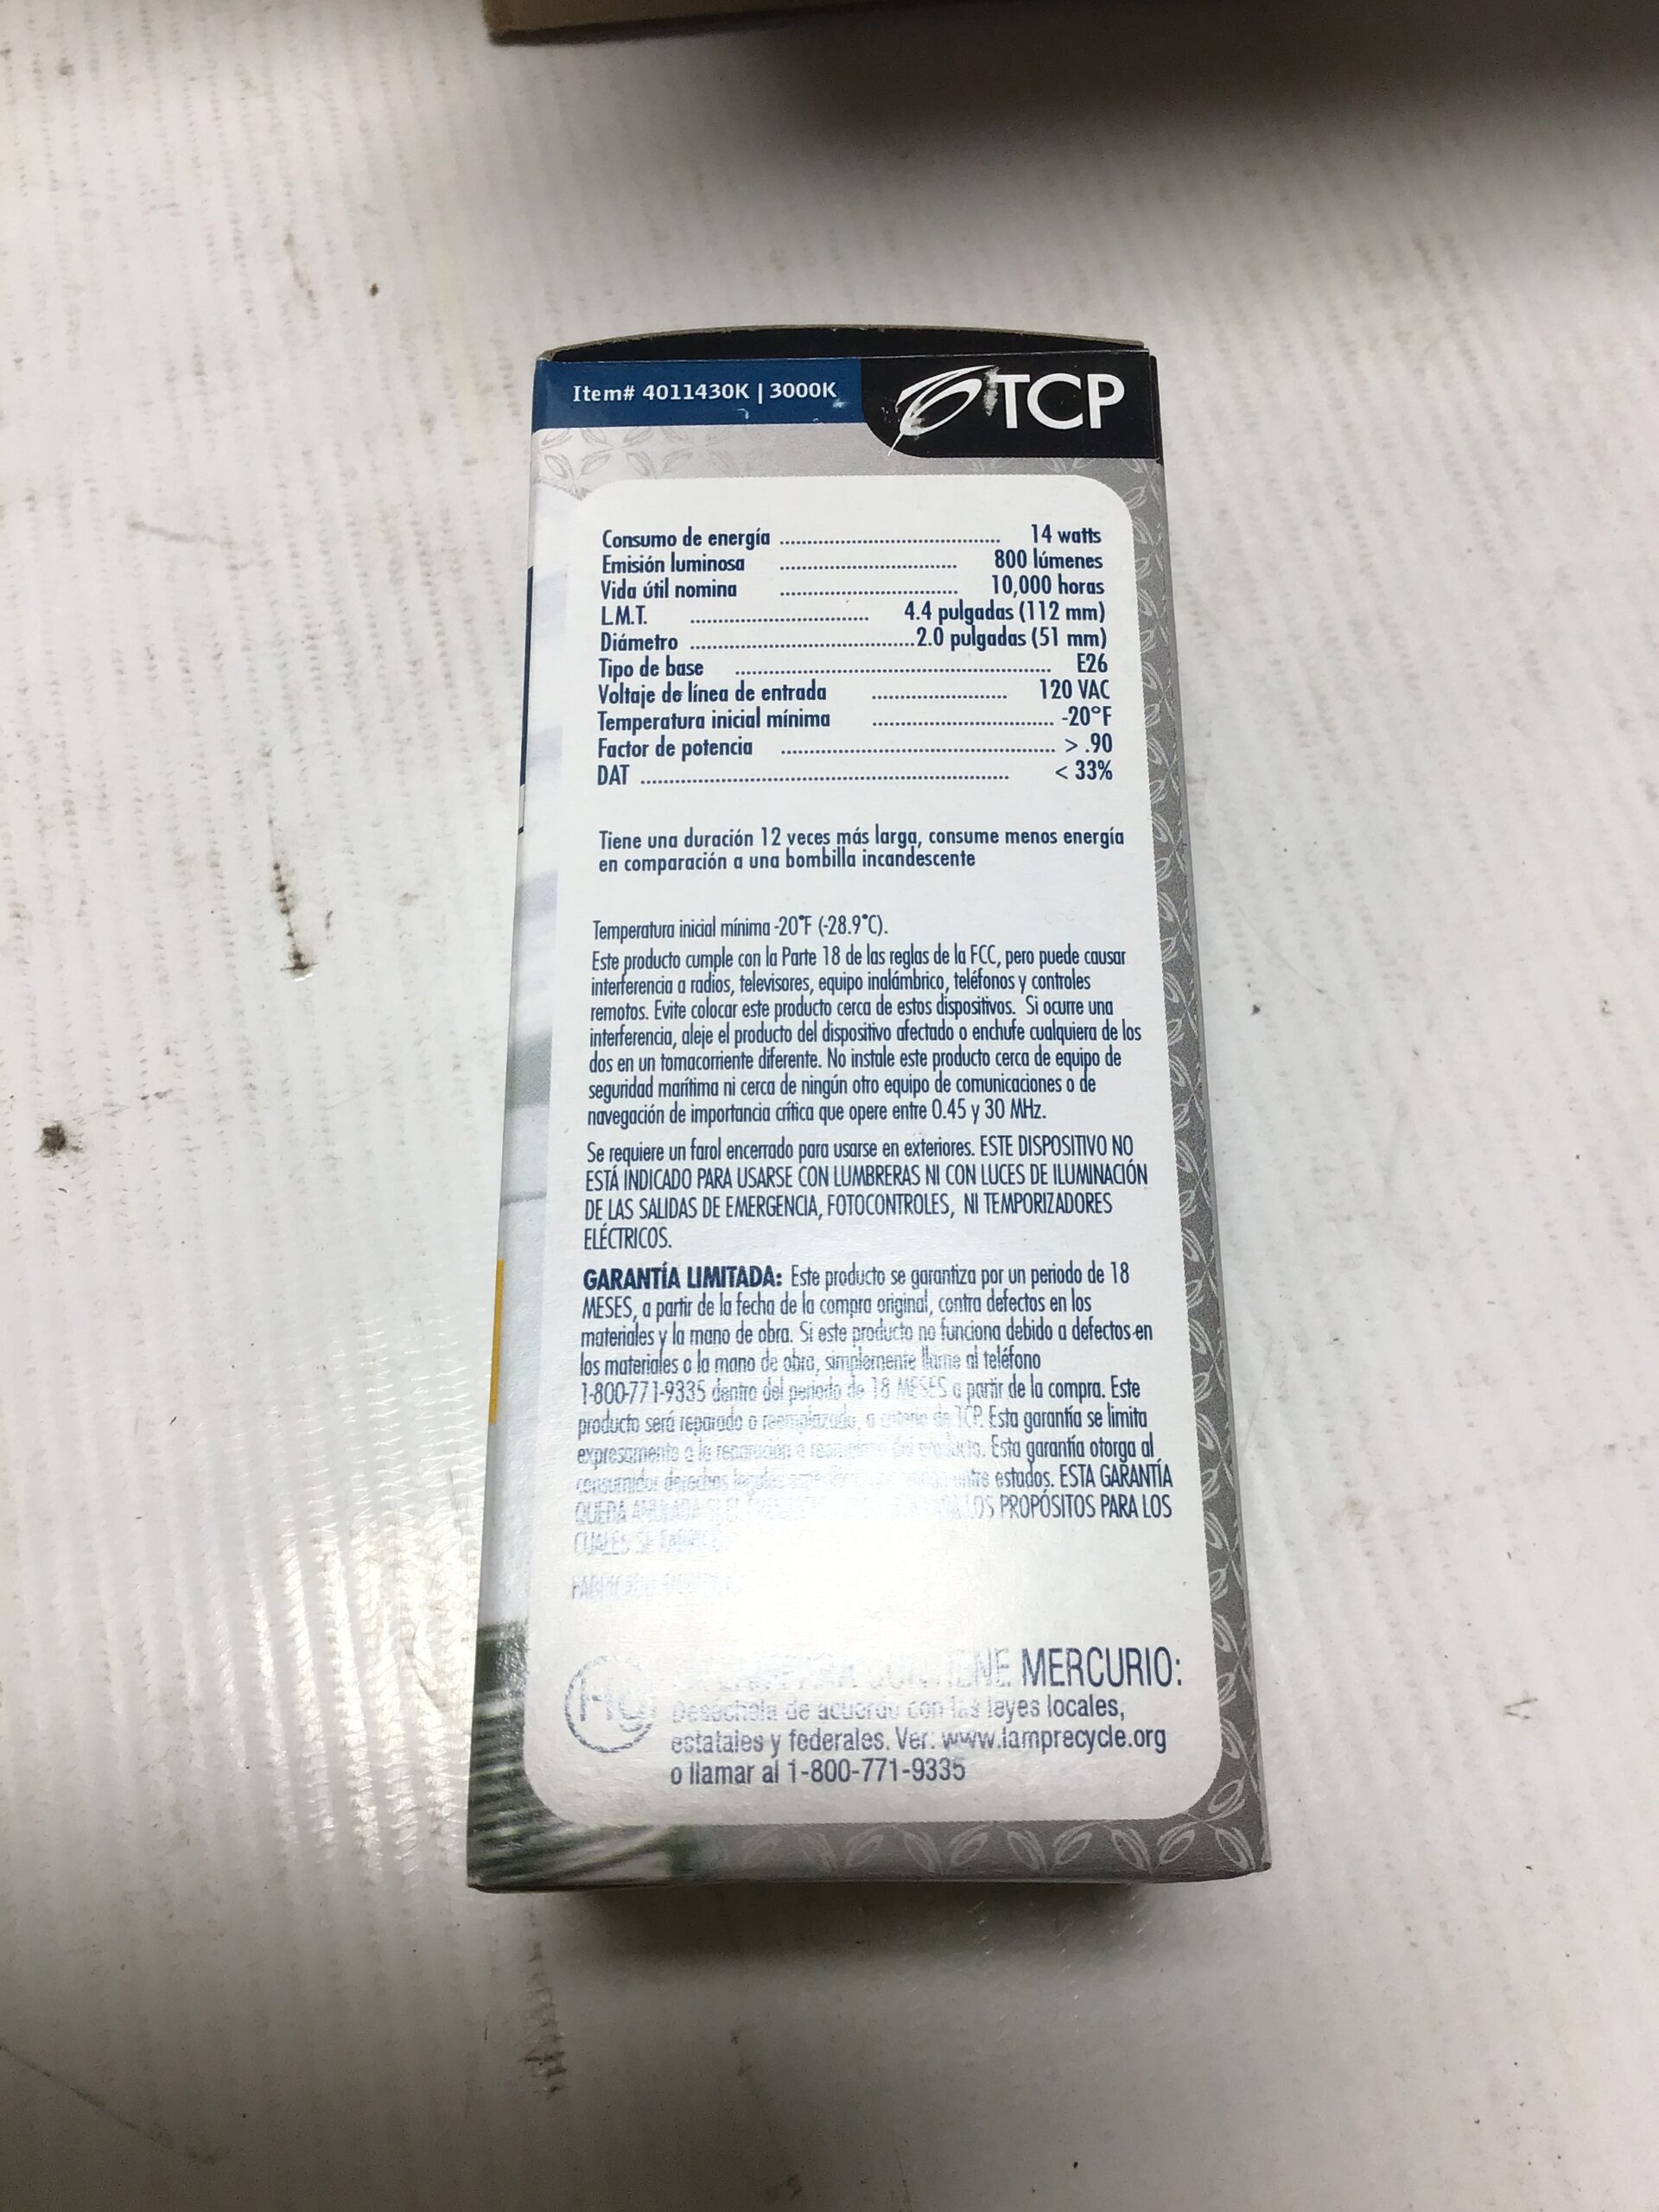 Item# 4011430K | 3000K
TCP
Consumo de energía .......... 14 watts
Emisión luminosa .......... 800 lúmenes
Vida útil nomina .......... 10,000 horas
L.M.T. .......... 4.4 pulgadas (112 mm)
Diámetro .......... 2.0 pulgadas (51 mm)
Tipo de base .......... E26
Voltaje de línea de entrada .......... 120 VAC
Temperatura inicial mínima .......... -20°F
Factor de potencia .......... > .90
DAT .......... < 33%
Tiene una duración 12 veces más larga, consume menos energía
en comparación a una bombilla incandescente
Temperatura inicial mínima -20°F (-28.9°C).
Este producto cumple con la Parte 18 de las reglas de la FCC, pero puede causar
interferencia a radios, televisores, equipo inalámbrico, teléfonos y controles
remotos. Evite colocar este producto cerca de estos dispositivos. Si ocurre una
interferencia, aleje el producto del dispositivo afectado o enchufe cualquiera de los
dos en un tomacorriente diferente. No instale este producto cerca de equipo de
seguridad marítima ni cerca de ningún otro equipo de comunicaciones o de
navegación de importancia crítica que opere entre 0.45 y 30 MHz.
Se requiere un farol encerrado para usarse en exteriores. ESTE DISPOSITIVO NO
ESTÁ INDICADO PARA USARSE CON LUMBRERAS NI CON LUCES DE ILUMINACIÓN
DE LAS SALIDAS DE EMERGENCIA, FOTOCONTROLES, NI TEMPORIZADORES
ELÉCTRICOS.
GARANTÍA LIMITADA: Este producto se garantiza por un periodo de 18
MESES, a partir de la fecha de la compra original, contra defectos en los
materiales y la mano de obra. Si este producto no funciona debido a defectos en
los materiales o la mano de obra, simplemente llame al teléfono
1-800-771-9335 dentro del periodo de 18 MESES a partir de la compra. Este
producto será reparado o reemplazado, a criterio de TCP. Esta garantía se limita
expresamente a la reparación o reemplazo del producto. Esta garantía otorga al
consumidor derechos legales entre estados. ESTA GARANTÍA
QUEDA ANULADA SI EL LOS PROPÓSITOS PARA LOS
CUALES SE
Hg
CONTIENE MERCURIO:
Deséchela de acuerdo con las leyes locales,
estatales y federales. Ver: www.lamprecycle.org
o llamar al 1-800-771-9335